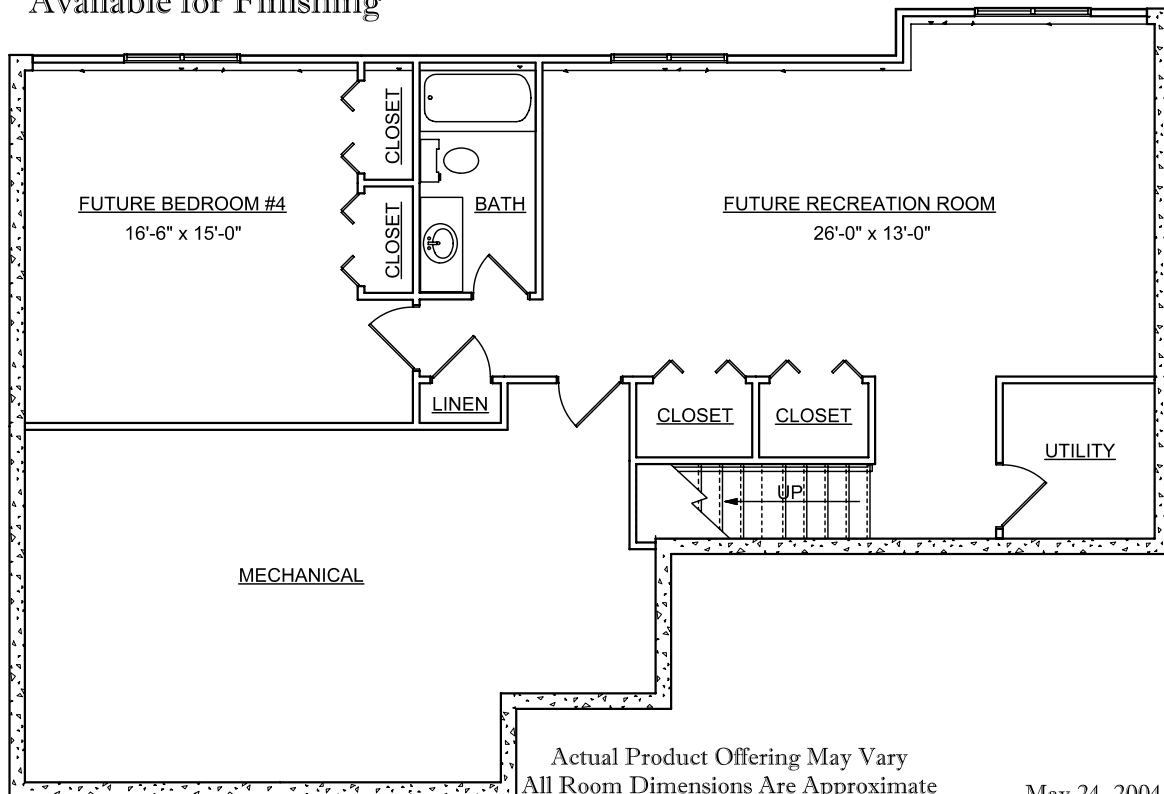 Available for Finishing
CLOSET
FUTURE BEDROOM #4
16'-6" x 15'-0"
CLOSET
BATH
FUTURE RECREATION ROOM
26'-0" x 13'-0"
LINEN
CLOSET
CLOSET
UTILITY
UP
MECHANICAL
Actual Product Offering May Vary
All Room Dimensions Are Approximate
May 24, 2004